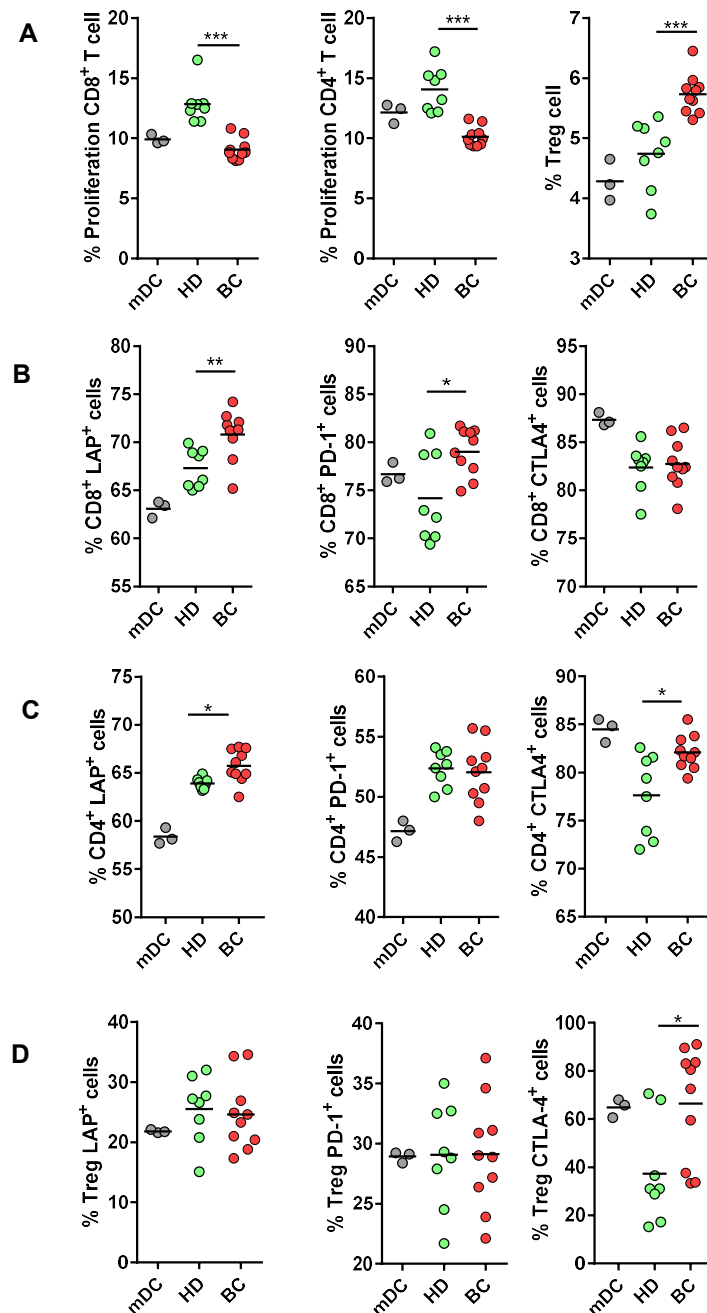 A
% Proliferation CD8⁺ T cell
20
15
10
5
0
***
mDC
HD
BC
% Proliferation CD4⁺ T cell
20
15
10
5
0
***
mDC
HD
BC
% Treg cell
7
6
5
4
3
***
mDC
HD
BC
B
% CD8⁺ LAP⁺ cells
80
75
70
65
60
55
**
mDC
HD
BC
% CD8⁺ PD-1⁺ cells
90
85
80
75
70
65
*
mDC
HD
BC
% CD8⁺ CTLA4⁺ cells
95
90
85
80
75
70
mDC
HD
BC
C
% CD4⁺ LAP⁺ cells
75
70
65
60
55
50
*
mDC
HD
BC
% CD4⁺ PD-1⁺ cells
60
55
50
45
40
mDC
HD
BC
% CD4⁺ CTLA4⁺ cells
90
85
80
75
70
65
*
mDC
HD
BC
D
% Treg LAP⁺ cells
40
30
20
10
0
mDC
HD
BC
% Treg PD-1⁺ cells
40
35
30
25
20
mDC
HD
BC
% Treg CTLA-4⁺ cells
100
80
60
40
20
0
*
mDC
HD
BC